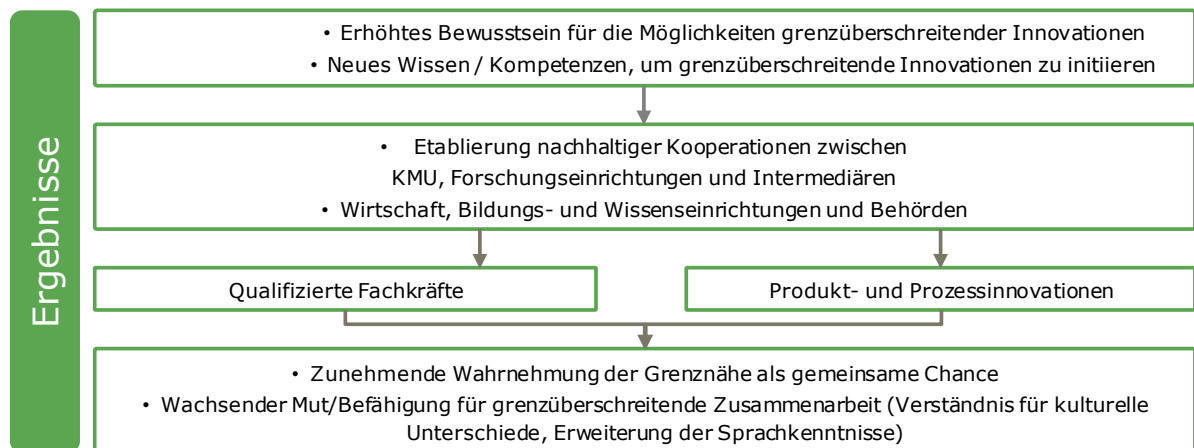 Ergebnisse
• Erhöhtes Bewusstsein für die Möglichkeiten grenzüberschreitender Innovationen
• Neues Wissen / Kompetenzen, um grenzüberschreitende Innovationen zu initiieren
• Etablierung nachhaltiger Kooperationen zwischen
KMU, Forschungseinrichtungen und Intermediären
• Wirtschaft, Bildungs- und Wissenseinrichtungen und Behörden
Qualifizierte Fachkräfte
Produkt- und Prozessinnovationen
• Zunehmende Wahrnehmung der Grenznähe als gemeinsame Chance
• Wachsender Mut/Befähigung für grenzüberschreitende Zusammenarbeit (Verständnis für kulturelle
Unterschiede, Erweiterung der Sprachkenntnisse)